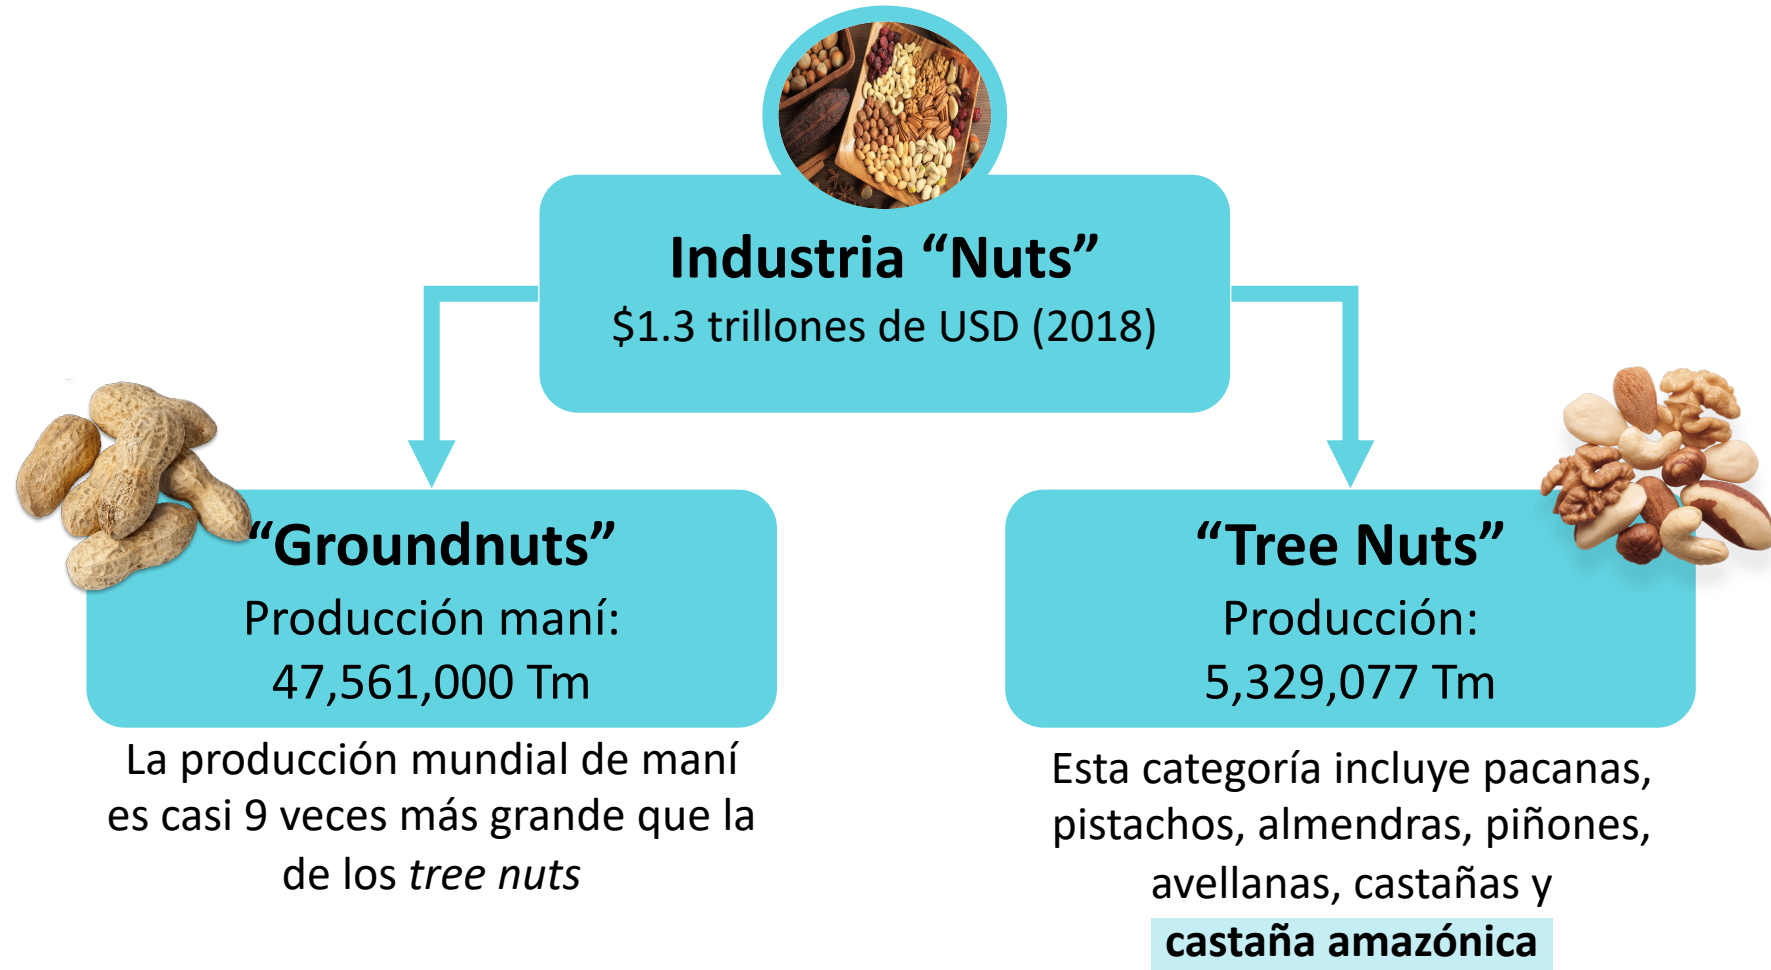 Industria “Nuts”
$1.3 trillones de USD (2018)
“Groundnuts”
Producción maní:
47,561,000 Tm
La producción mundial de maní
es casi 9 veces más grande que la
de los tree nuts
“Tree Nuts”
Producción:
5,329,077 Tm
Esta categoría incluye pacanas,
pistachos, almendras, piñones,
avellanas, castañas y
castaña amazónica